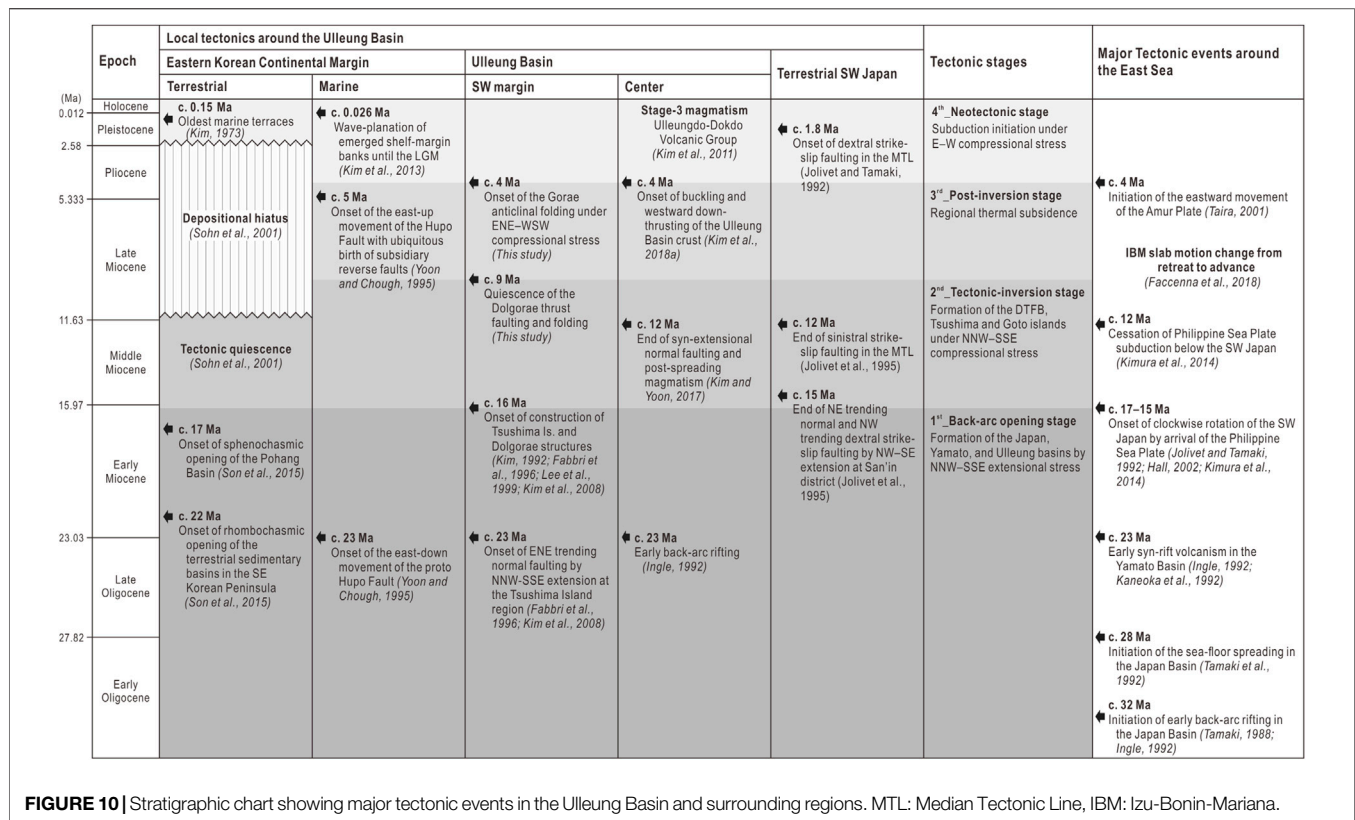 Local tectonics around the Ulleung Basin
Epoch
Eastern Korean Continental Margin
Ulleung Basin
Terrestrial SW Japan
Tectonic stages
Major Tectonic events around
the East Sea
Terrestrial
Marine
SW margin
Center
(Ma)
0.012
2.58
5.333
11.63
15.97
23.03
27.82
Holocene
Pleistocene
Pliocene
Late
Miocene
Middle
Miocene
Early
Miocene
Late
Oligocene
Early
Oligocene
c. 0.15 Ma
Oldest marine terraces
(Kim, 1973)
Depositional hiatus
(Sohn et al., 2001)
Tectonic quiescence
(Sohn et al., 2001)
c. 17 Ma
Onset of sphenochasmic
opening of the Pohang
Basin (Son et al., 2015)
c. 22 Ma
Onset of rhombochasmic
opening of the
terrestrial sedimentary
basins in the SE
Korean Peninsula
(Son et al., 2015)
c. 0.026 Ma
Wave-planation of
emerged shelf-margin
banks until the LGM
(Kim et al., 2013)
c. 5 Ma
Onset of the east-up
movement of the Hupo
Fault with ubiquitous
birth of subsidiary
reverse faults (Yoon
and Chough, 1995)
c. 23 Ma
Onset of the east-down
movement of the proto
Hupo Fault (Yoon and
Chough, 1995)
c. 4 Ma
Onset of the Gorae
anticlinal folding under
ENE–WSW
compressional stress
(This study)
c. 9 Ma
Quiescence of the
Dolgorae thrust
faulting and folding
(This study)
c. 16 Ma
Onset of construction of
Tsushima Is. and
Dolgorae structures
(Kim, 1992; Fabbri et
al., 1996; Lee et al.,
1999; Kim et al., 2008)
c. 23 Ma
Onset of ENE trending
normal faulting by
NNW-SSE extension at
the Tsushima Island
region (Fabbri et al.,
1996; Kim et al., 2008)
Stage-3 magmatism
Ulleungdo-Dokdo
Volcanic Group
(Kim et al., 2011)
c. 4 Ma
Onset of buckling and
westward down-
thrusting of the Ulleung
Basin crust (Kim et al.,
2018a)
c. 12 Ma
End of syn-extional
normal faulting and
post-spreading
magmatism (Kim and
Yoon, 2017)
c. 23 Ma
Early back-arc rifting
(Ingle, 1992)
c. 1.8 Ma
Onset of dextral strike-
slip faulting in the MTL
(Jolivet and Tamaki,
1992)
c. 12 Ma
End of sinistral strike-
slip faulting in the MTL
(Jolivet et al., 1995)
c. 15 Ma
End of NE trending
normal and NW
trending dextral strike-
slip faulting by NW–SE
extension at San'in
district (Jolivet et al.,
1995)
4th_Neotectonic stage
Subduction initiation under
E–W compressional stress
3rd_Post-inversion stage
Regional thermal subsidence
2nd_Tectonic-inversion stage
Formation of the DTFB,
Tsushima and Goto islands
under NNW–SSE
compressional stress
1st_Back-arc opening stage
Formation of the Japan,
Yamato, and Ulleung basins by
NNW–SSE extensional stress
c. 4 Ma
Initiation of the eastward movement
of the Amur Plate (Taira, 2001)
IBM slab motion change from
retreat to advance
(Faccenna et al., 2018)
c. 12 Ma
Cessation of Philippine Sea Plate
subduction below the SW Japan
(Kimura et al., 2014)
c. 17–15 Ma
Onset of clockwise rotation of the SW
Japan by arrival of the Philippine
Sea Plate (Jolivet and Tamaki,
1992; Hall, 2002; Kimura et al.,
2014)
c. 23 Ma
Early syn-rift volcanism in the
Yamato Basin (Ingle, 1992;
Kaneoka et al., 1992)
c. 28 Ma
Initiation of the sea-floor spreading in
the Japan Basin (Tamaki et al.,
1992)
c. 32 Ma
Initiation of early back-arc rifting in
the Japan Basin (Tamaki, 1988;
Ingle, 1992)
FIGURE 10 | Stratigraphic chart showing major tectonic events in the Ulleung Basin and surrounding regions. MTL: Median Tectonic Line, IBM: Izu-Bonin-Mariana.